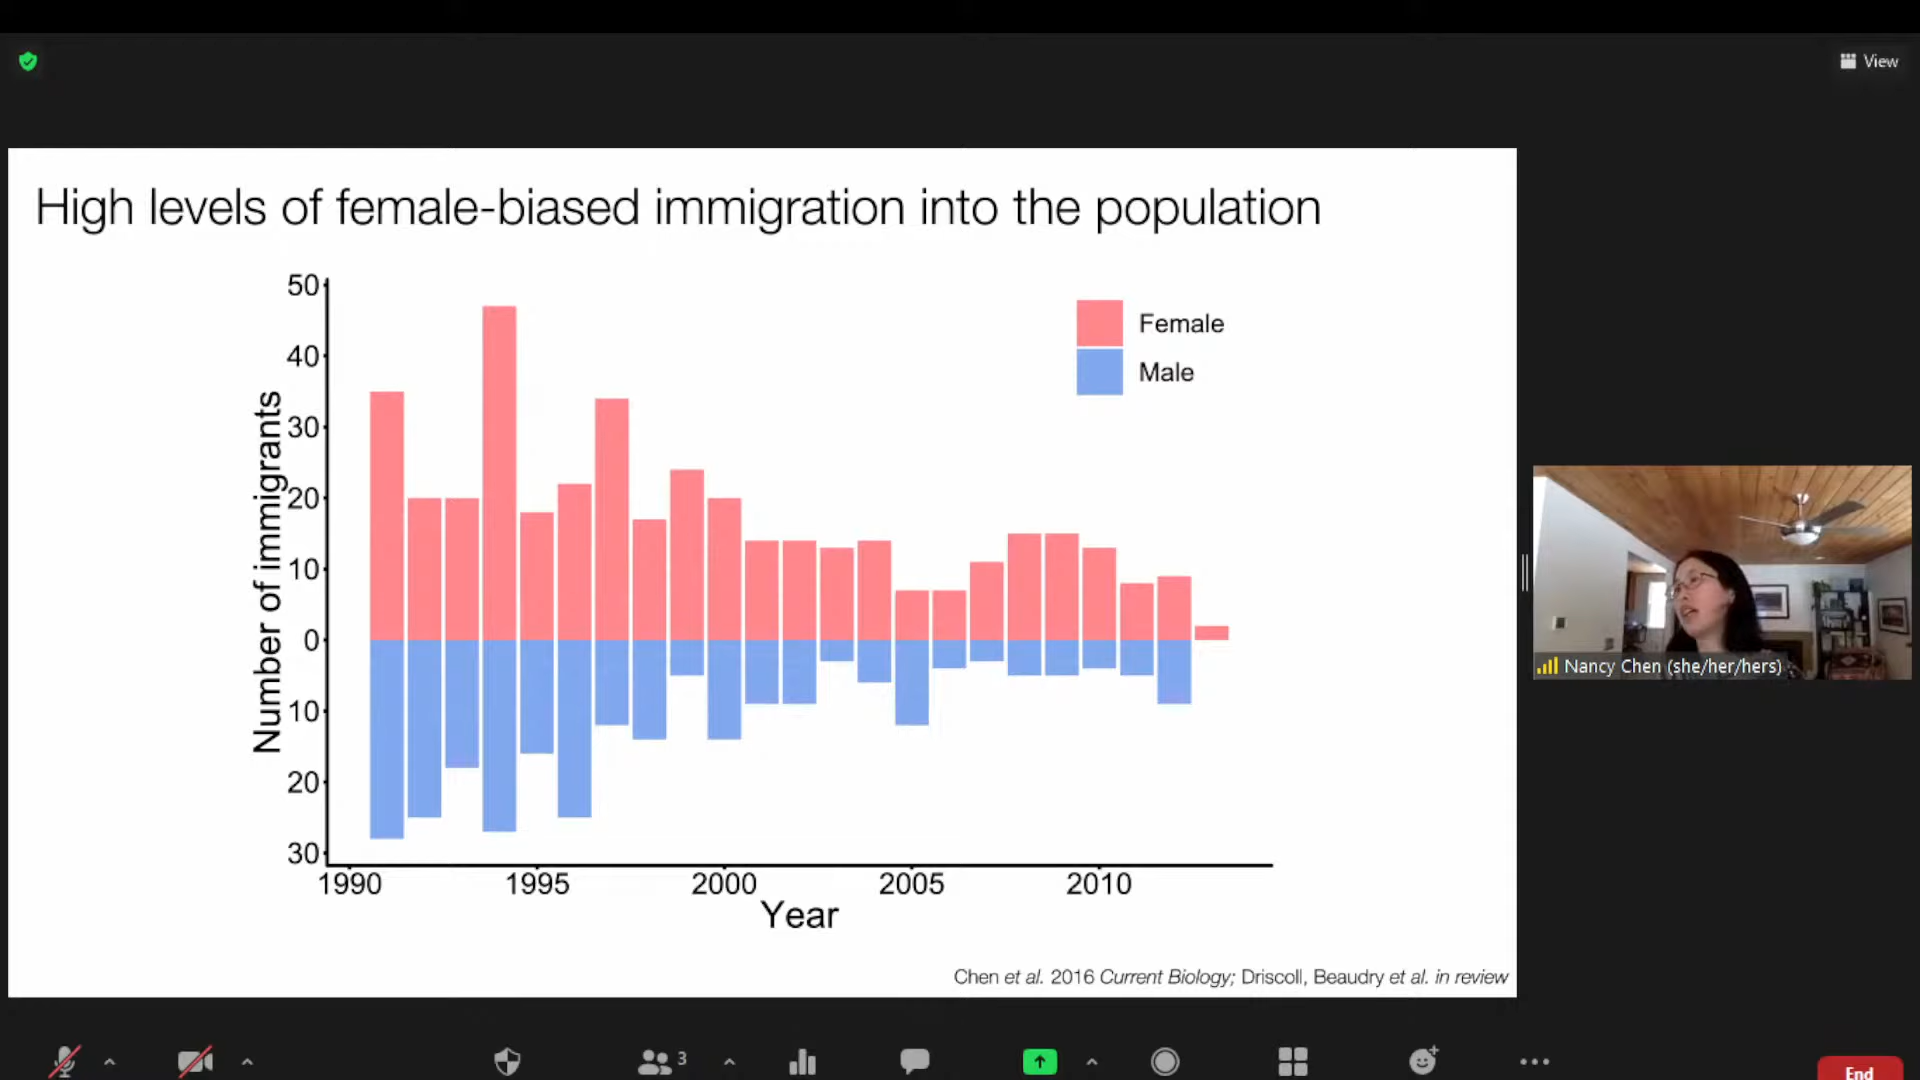 View
High levels of female-biased immigration into the population
50
40
30
20
10
0
10
20
30
Number of immigrants
Female
Male
1990 1995 2000 2005 2010
Year
Chen et al. 2016 Current Biology; Driscoll, Beaudry et al. in review
Nancy Chen (she/her/hers)
3
End